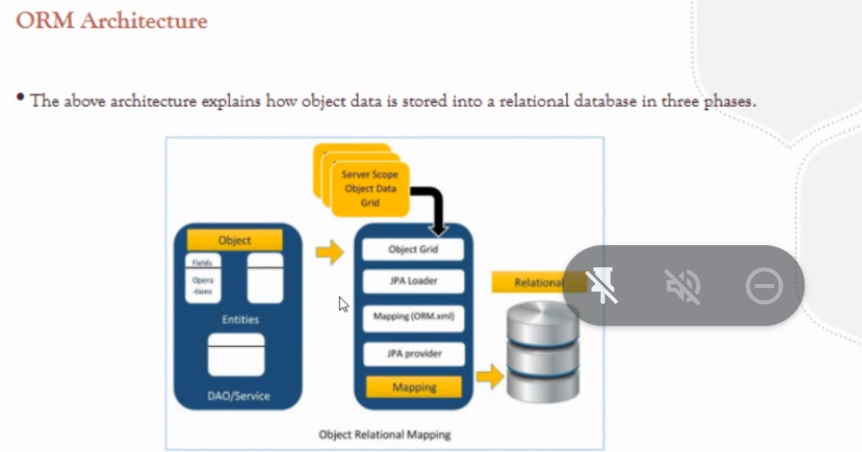 ORM Architecture
• The above architecture explains how object data is stored into a relational database in three phases.
Server Scope
Object Data
Grid
Object
Fields
Opera
-tions
Entities
DAO/Service
Object Grid
JPA Loader
Mapping (ORM.xml)
JPA provider
Mapping
Relational
Object Relational Mapping